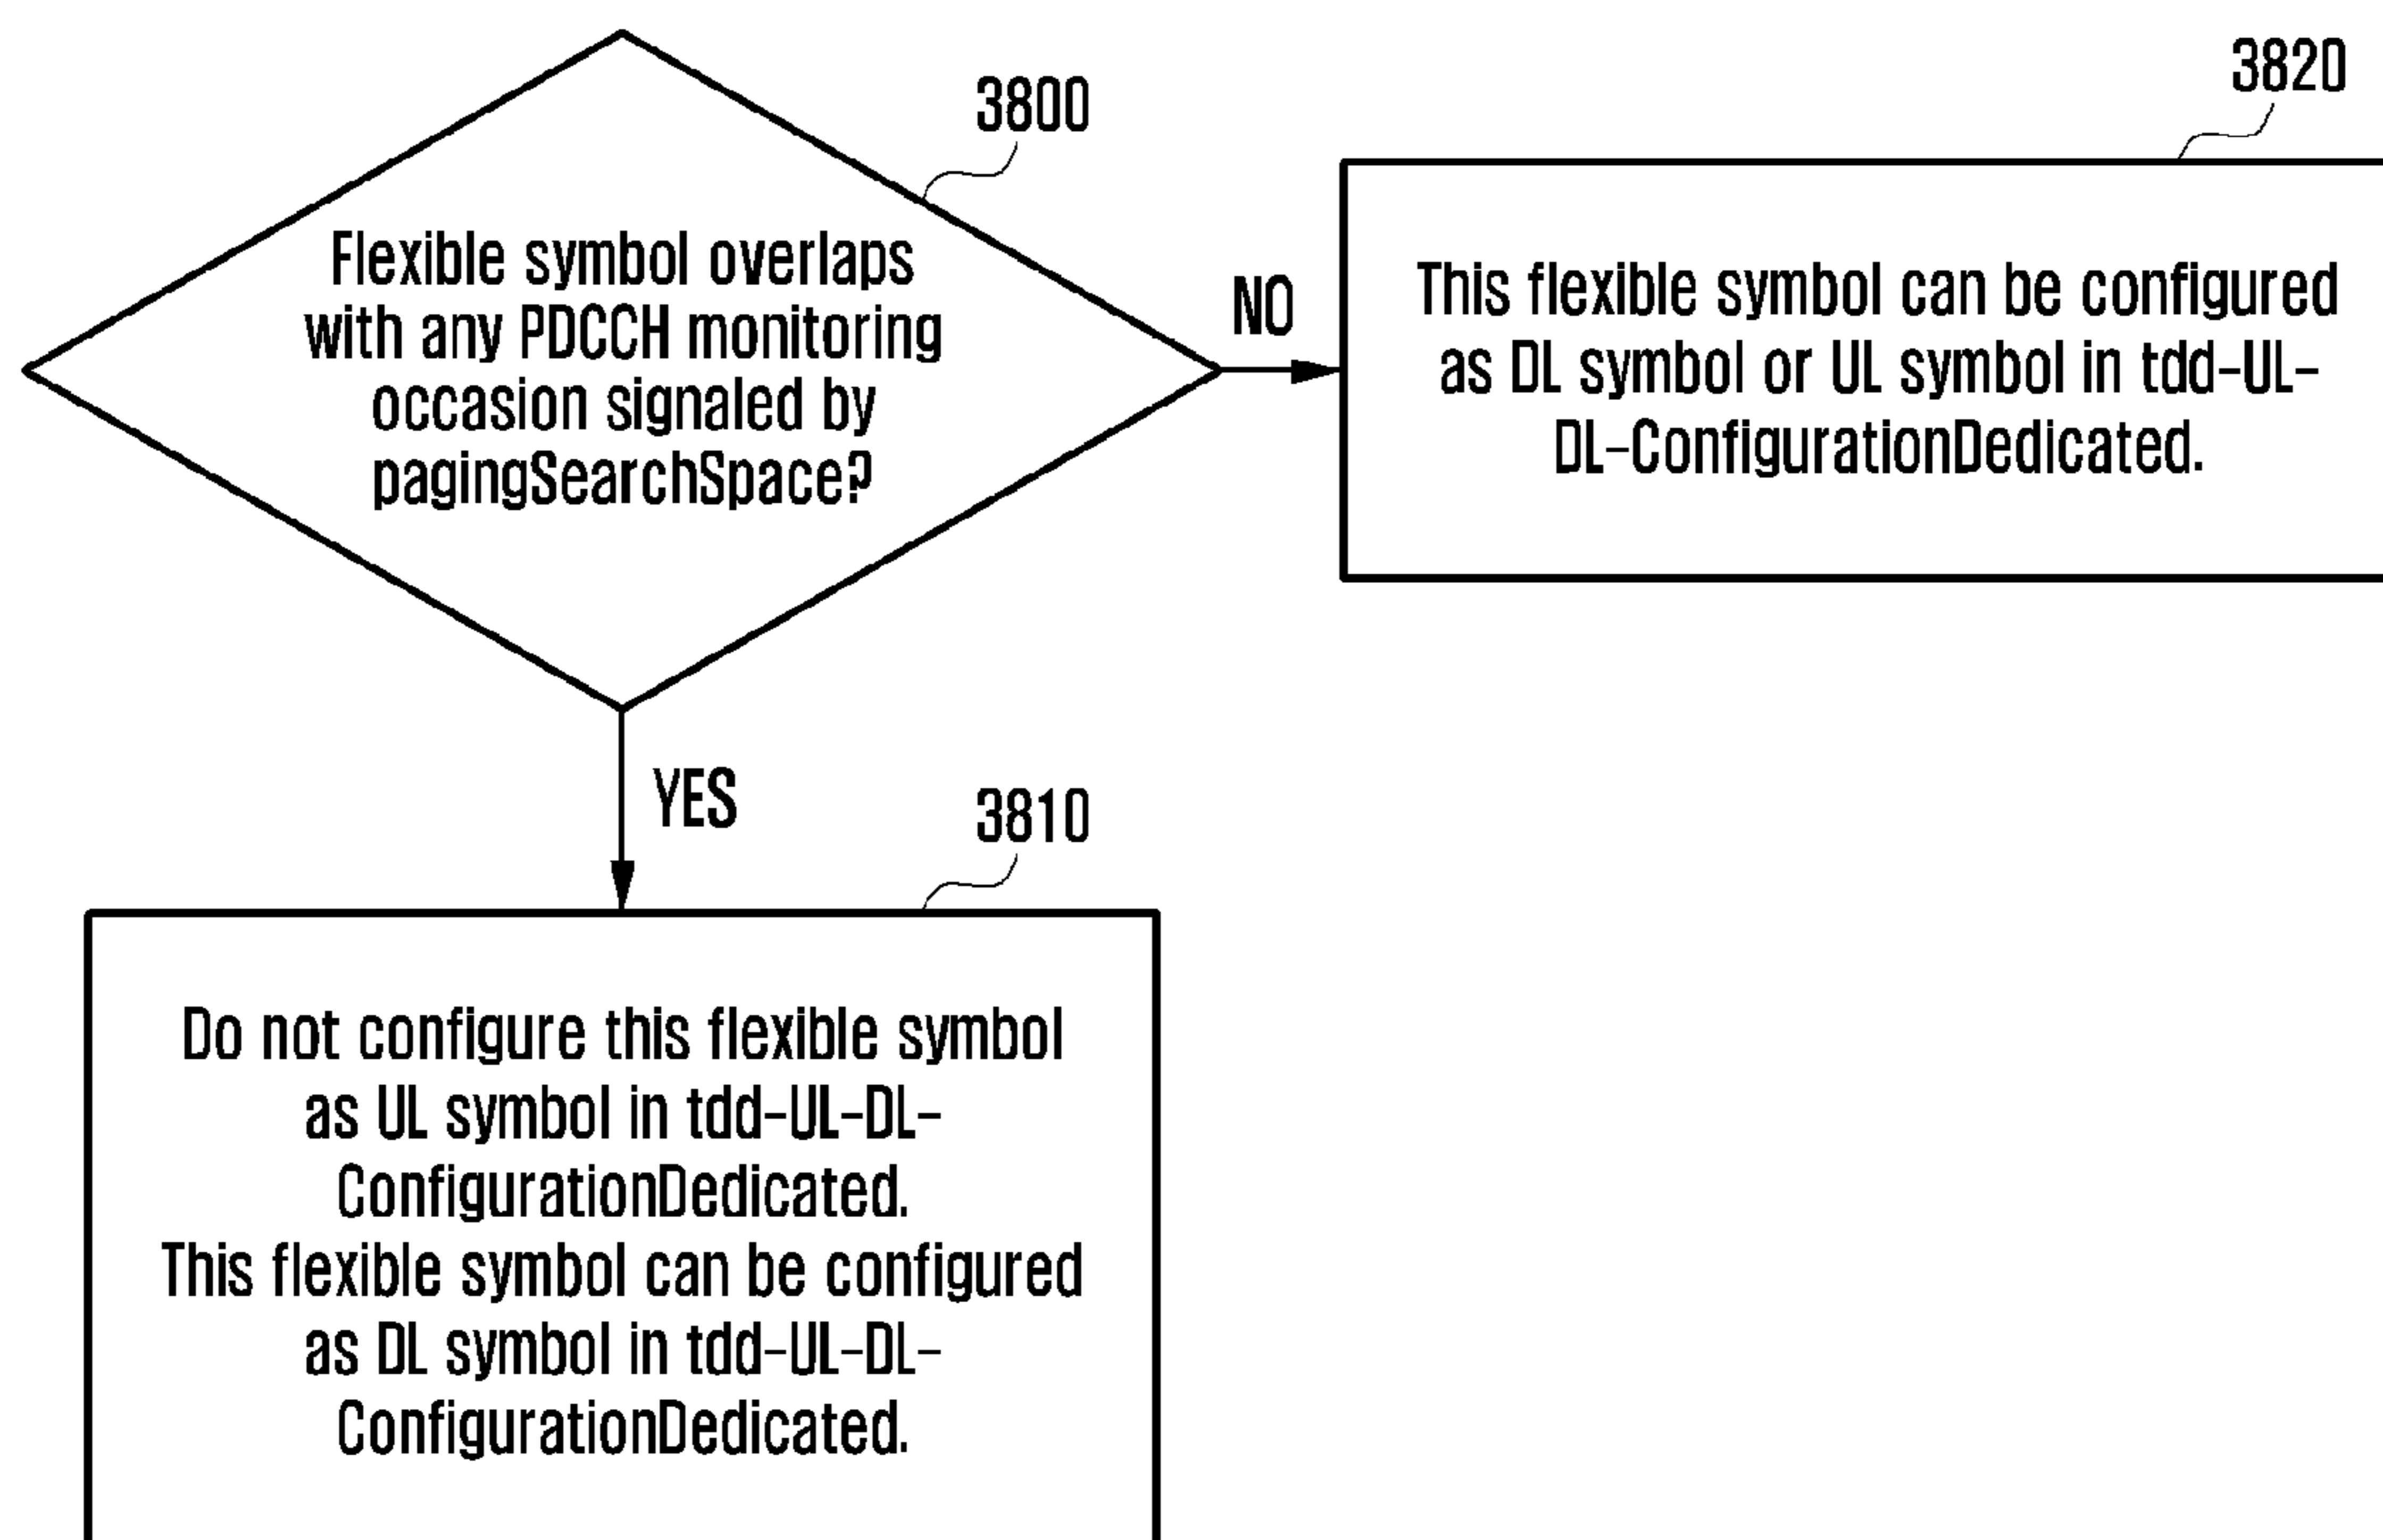 3800
Flexible symbol overlaps
with any PDCCH monitoring
occasion signaled by
pagingSearchSpace?
NO
3820
This flexible symbol can be configured
as DL symbol or UL symbol in tdd-UL-
DL-ConfigurationDedicated.
YES
3810
Do not configure this flexible symbol
as UL symbol in tdd-UL-DL-
ConfigurationDedicated.
This flexible symbol can be configured
as DL symbol in tdd-UL-DL-
ConfigurationDedicated.